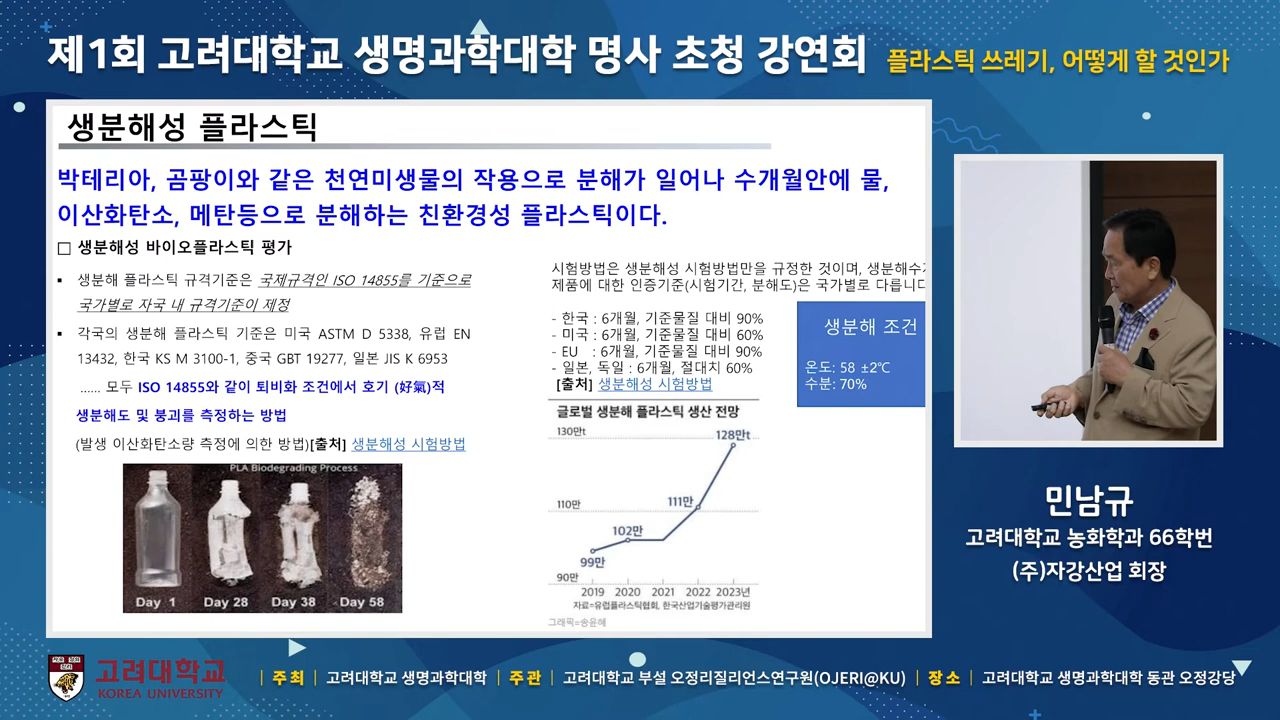 제1회 고려대학교 생명과학대학 명사 초청 강연회 플라스틱 쓰레기, 어떻게 할 것인가
생분해성 플라스틱
박테리아, 곰팡이와 같은 천연미생물의 작용으로 분해가 일어나 수개월안에 물,
이산화탄소, 메탄등으로 분해하는 친환경성 플라스틱이다.
□ 생분해성 바이오플라스틱 평가
▪ 생분해 플라스틱 규격기준은 국제규격인 ISO 14855를 기준으로
국가별로 자국 내 규격기준이 제정
▪ 각국의 생분해 플라스틱 기준은 미국 ASTM D 5338, 유럽 EN
13432, 한국 KS M 3100-1, 중국 GBT 19277, 일본 JIS K 6953
...... 모두 ISO 14855와 같이 퇴비화 조건에서 호기 (好氣)적
생분해도 및 붕괴를 측정하는 방법
(발생 이산화탄소량 측정에 의한 방법)[출처] 생분해성 시험방법
PLA Biodegrading Process
Day 1 Day 28 Day 38 Day 58
시험방법은 생분해성 시험방법만을 규정한 것이며, 생분해수
제품에 대한 인증기준(시험기간, 분해도)은 국가별로 다릅니다
- 한국 : 6개월, 기준물질 대비 90%
- 미국 : 6개월, 기준물질 대비 60%
- EU : 6개월, 기준물질 대비 90%
- 일본, 독일 : 6개월, 절대치 60%
[출처] 생분해성 시험방법
생분해 조건
온도: 58 ±2℃
수분: 70%
글로벌 생분해 플라스틱 생산 전망
130만t
128만t
110만
111만
102만
99만
90만
2019 2020 2021 2022 2023년
자료=유럽플라스틱협회, 한국산업기술평가관리원
그래픽=송윤혜
민남규
고려대학교 농화학과 66학번
(주)자강산업 회장
고려대학교
KOREA UNIVERSITY
| 주최 | 고려대학교 생명과학대학 | 주관 | 고려대학교 부설 오정리질리언스연구원(OJERI@KU) | 장소 | 고려대학교 생명과학대학 동관 오정강당